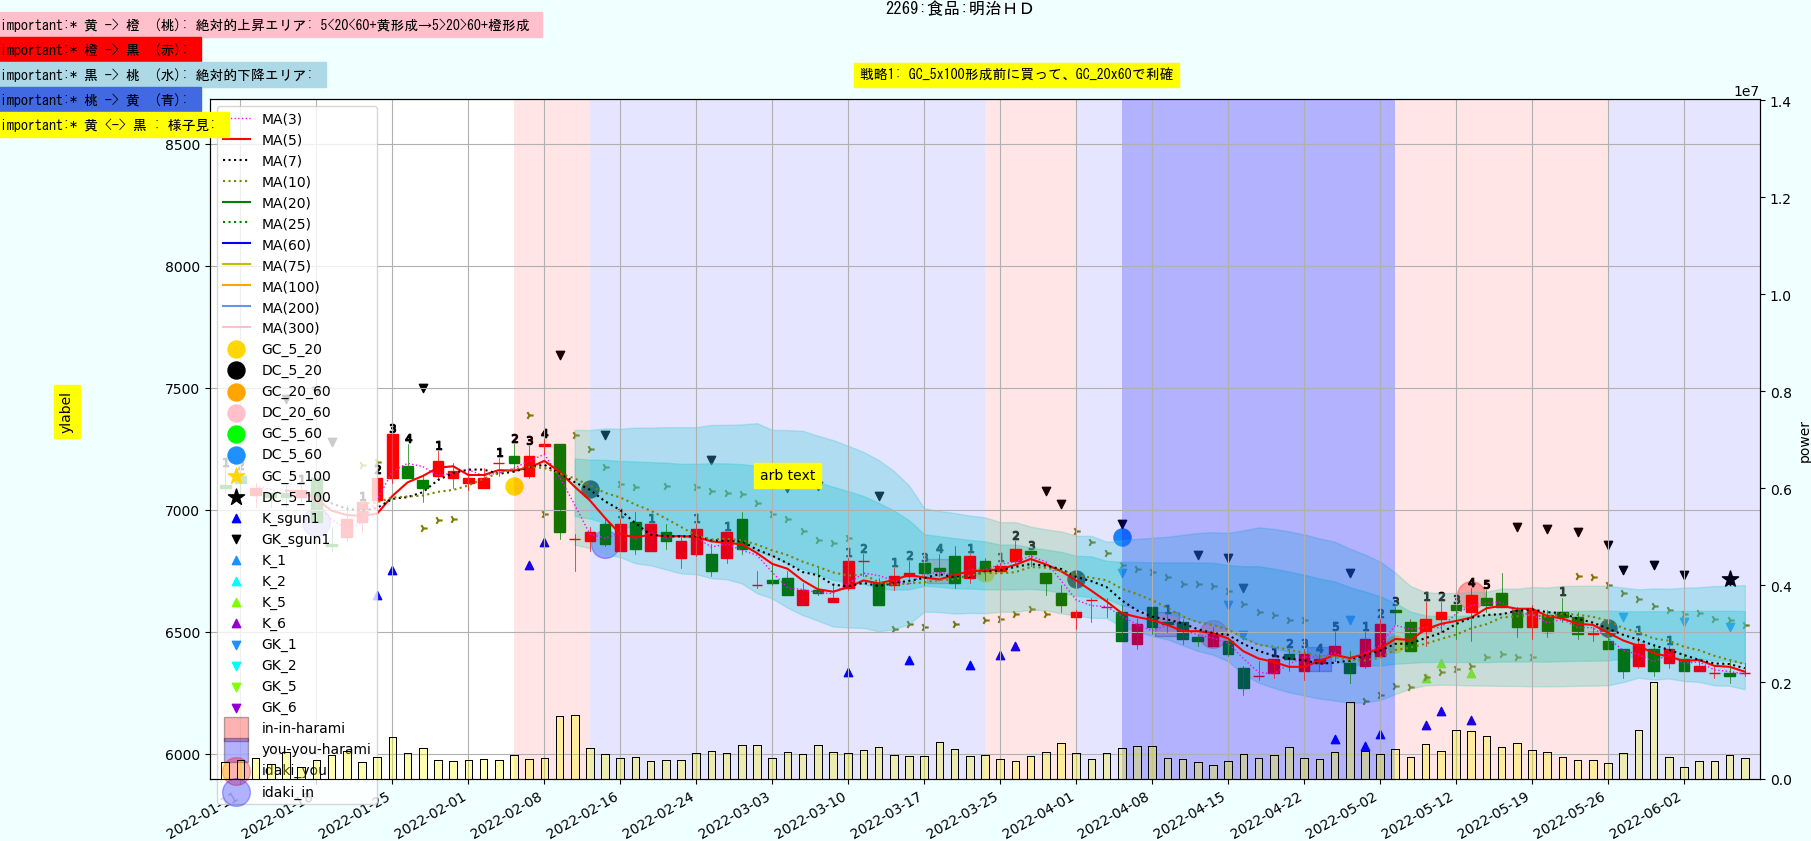 2269:食品:明治ＨＤ
important:* 黄 -> 橙 (桃): 絶対的上昇エリア: 5<20<60+黄形成→5>20>60+橙形成
important:* 橙 -> 黒 (赤):
important:* 黒 -> 桃 (水): 絶対的下降エリア:
important:* 桃 -> 黄 (青):
important:* 黄 <-> 黒 : 様子見:
戦略1: GC_5x100形成前に買って、GC_20x60で利確
1e7
MA(3)
MA(5)
MA(7)
MA(10)
MA(20)
MA(25)
MA(60)
MA(75)
MA(100)
MA(200)
MA(300)
GC_5_20
DC_5_20
GC_20_60
DC_20_60
GC_5_60
DC_5_60
GC_5_100
DC_5_100
K_sgun1
GK_sgun1
K_1
K_2
K_5
K_6
GK_1
GK_2
GK_5
GK_6
in-in-harami
you-you-harami
idaki_you
idaki_in
8500
8000
7500
7000
6500
6000
ylabel
arb text
1.4
1.2
1.0
0.8
0.6
0.4
0.2
0.0
power
2022-01-25
2022-02-01
2022-02-08
2022-02-16
2022-02-24
2022-03-03
2022-03-10
2022-03-17
2022-03-25
2022-04-01
2022-04-08
2022-04-15
2022-04-22
2022-05-02
2022-05-12
2022-05-19
2022-05-26
2022-06-02